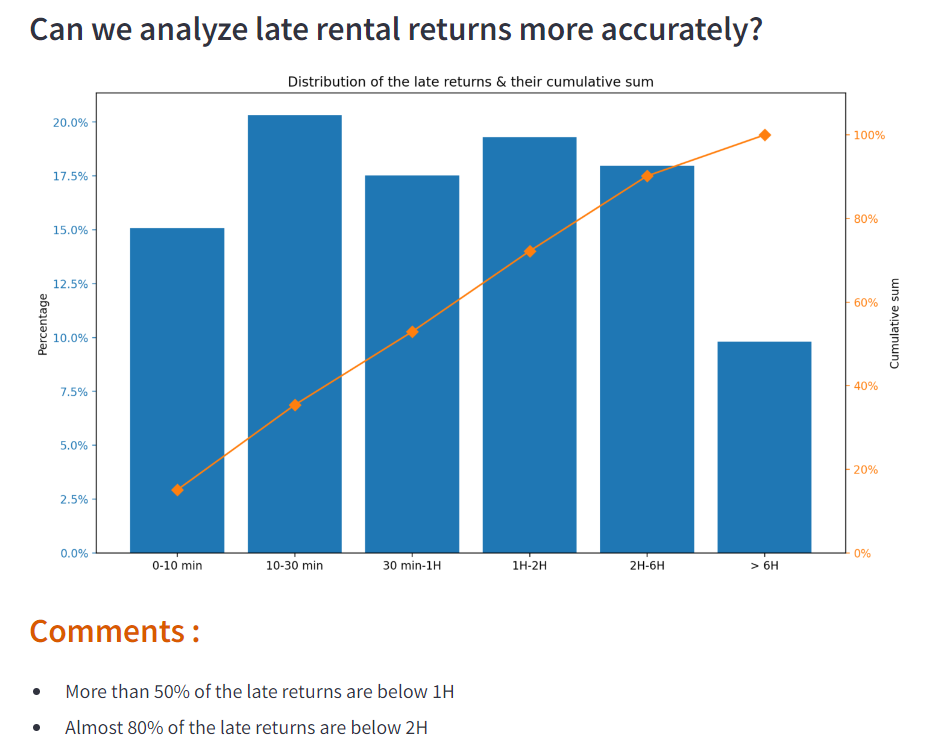 Can we analyze late rental returns more accurately?
Distribution of the late returns & their cumulative sum
20.0%
17.5%
15.0%
12.5%
10.0%
7.5%
5.0%
2.5%
0.0%
Percentage
100%
80%
60%
40%
20%
0%
Cumulative sum
0-10 min 10-30 min 30 min-1H 1H-2H 2H-6H > 6H
Comments :
• More than 50% of the late returns are below 1H
• Almost 80% of the late returns are below 2H